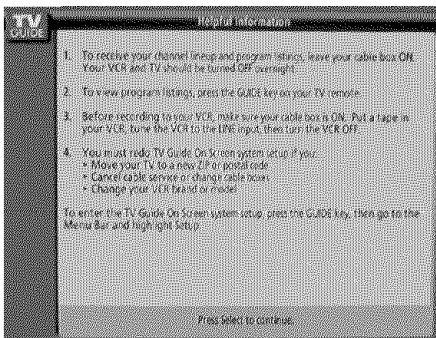 TV
GUIDE
Helpful Information
1. To receive your channel lineup and program listings, leave your cable box ON.
Your VCR and TV should be turned OFF overnight.
2. To view program listings, press the GUIDE key on your TV remote.
3. Before recording to your VCR, make sure your cable box is ON. Put a tape in
your VCR, tune the VCR to the LINE input, then turn the VCR OFF.
4. You must redo TV Guide On Screen system setup if you:
• Move your TV to a new ZIP or postal code
• Cancel cable service or change cable boxes
• Change your VCR brand or model
To enter the TV Guide On Screen system setup, press the GUIDE key, then go to the
Menu Bar and highlight Setup.
Press Select to continue.